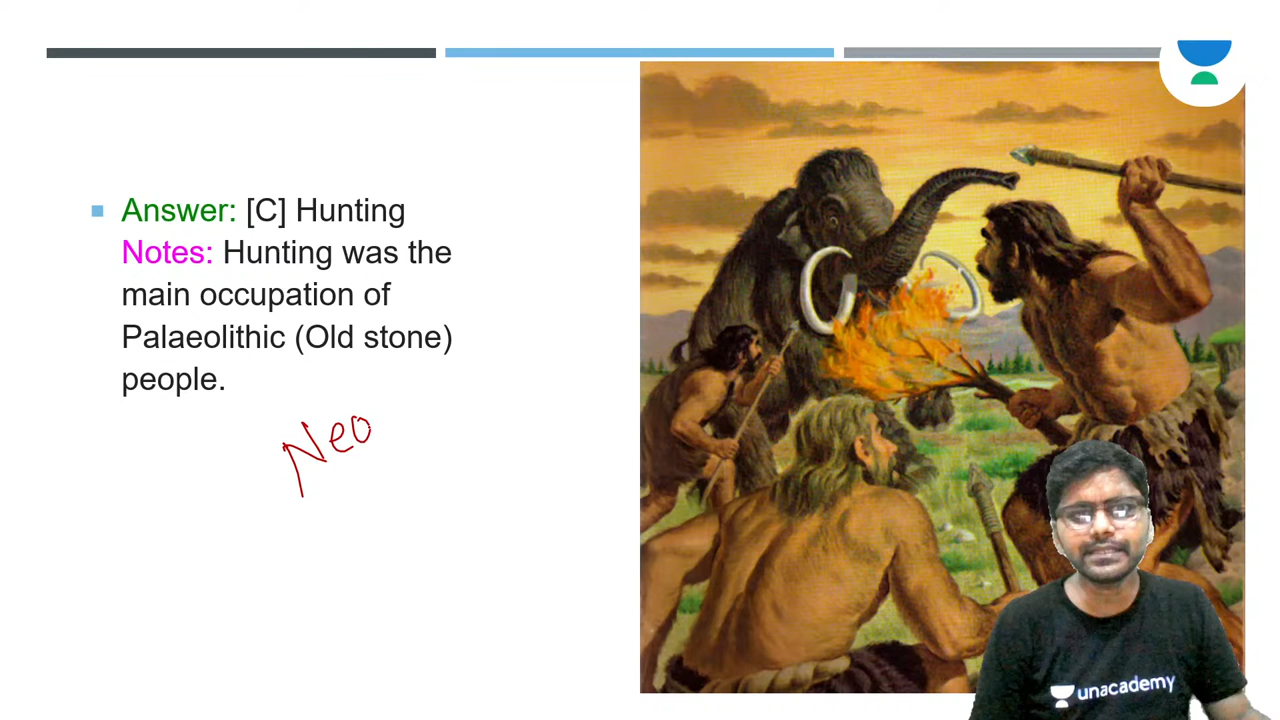 Answer: [C] Hunting
Notes: Hunting was the
main occupation of
Palaeolithic (Old stone)
people.
Neo
unacademy